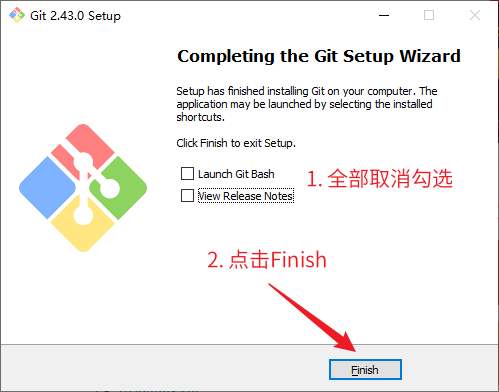 Git 2.43.0 Setup
Completing the Git Setup Wizard
Setup has finished installing Git on your computer. The
application may be launched by selecting the installed
shortcuts.
Click Finish to exit Setup.
Launch Git Bash
1. 全部取消勾选
View Release Notes
2. 点击Finish
Finish